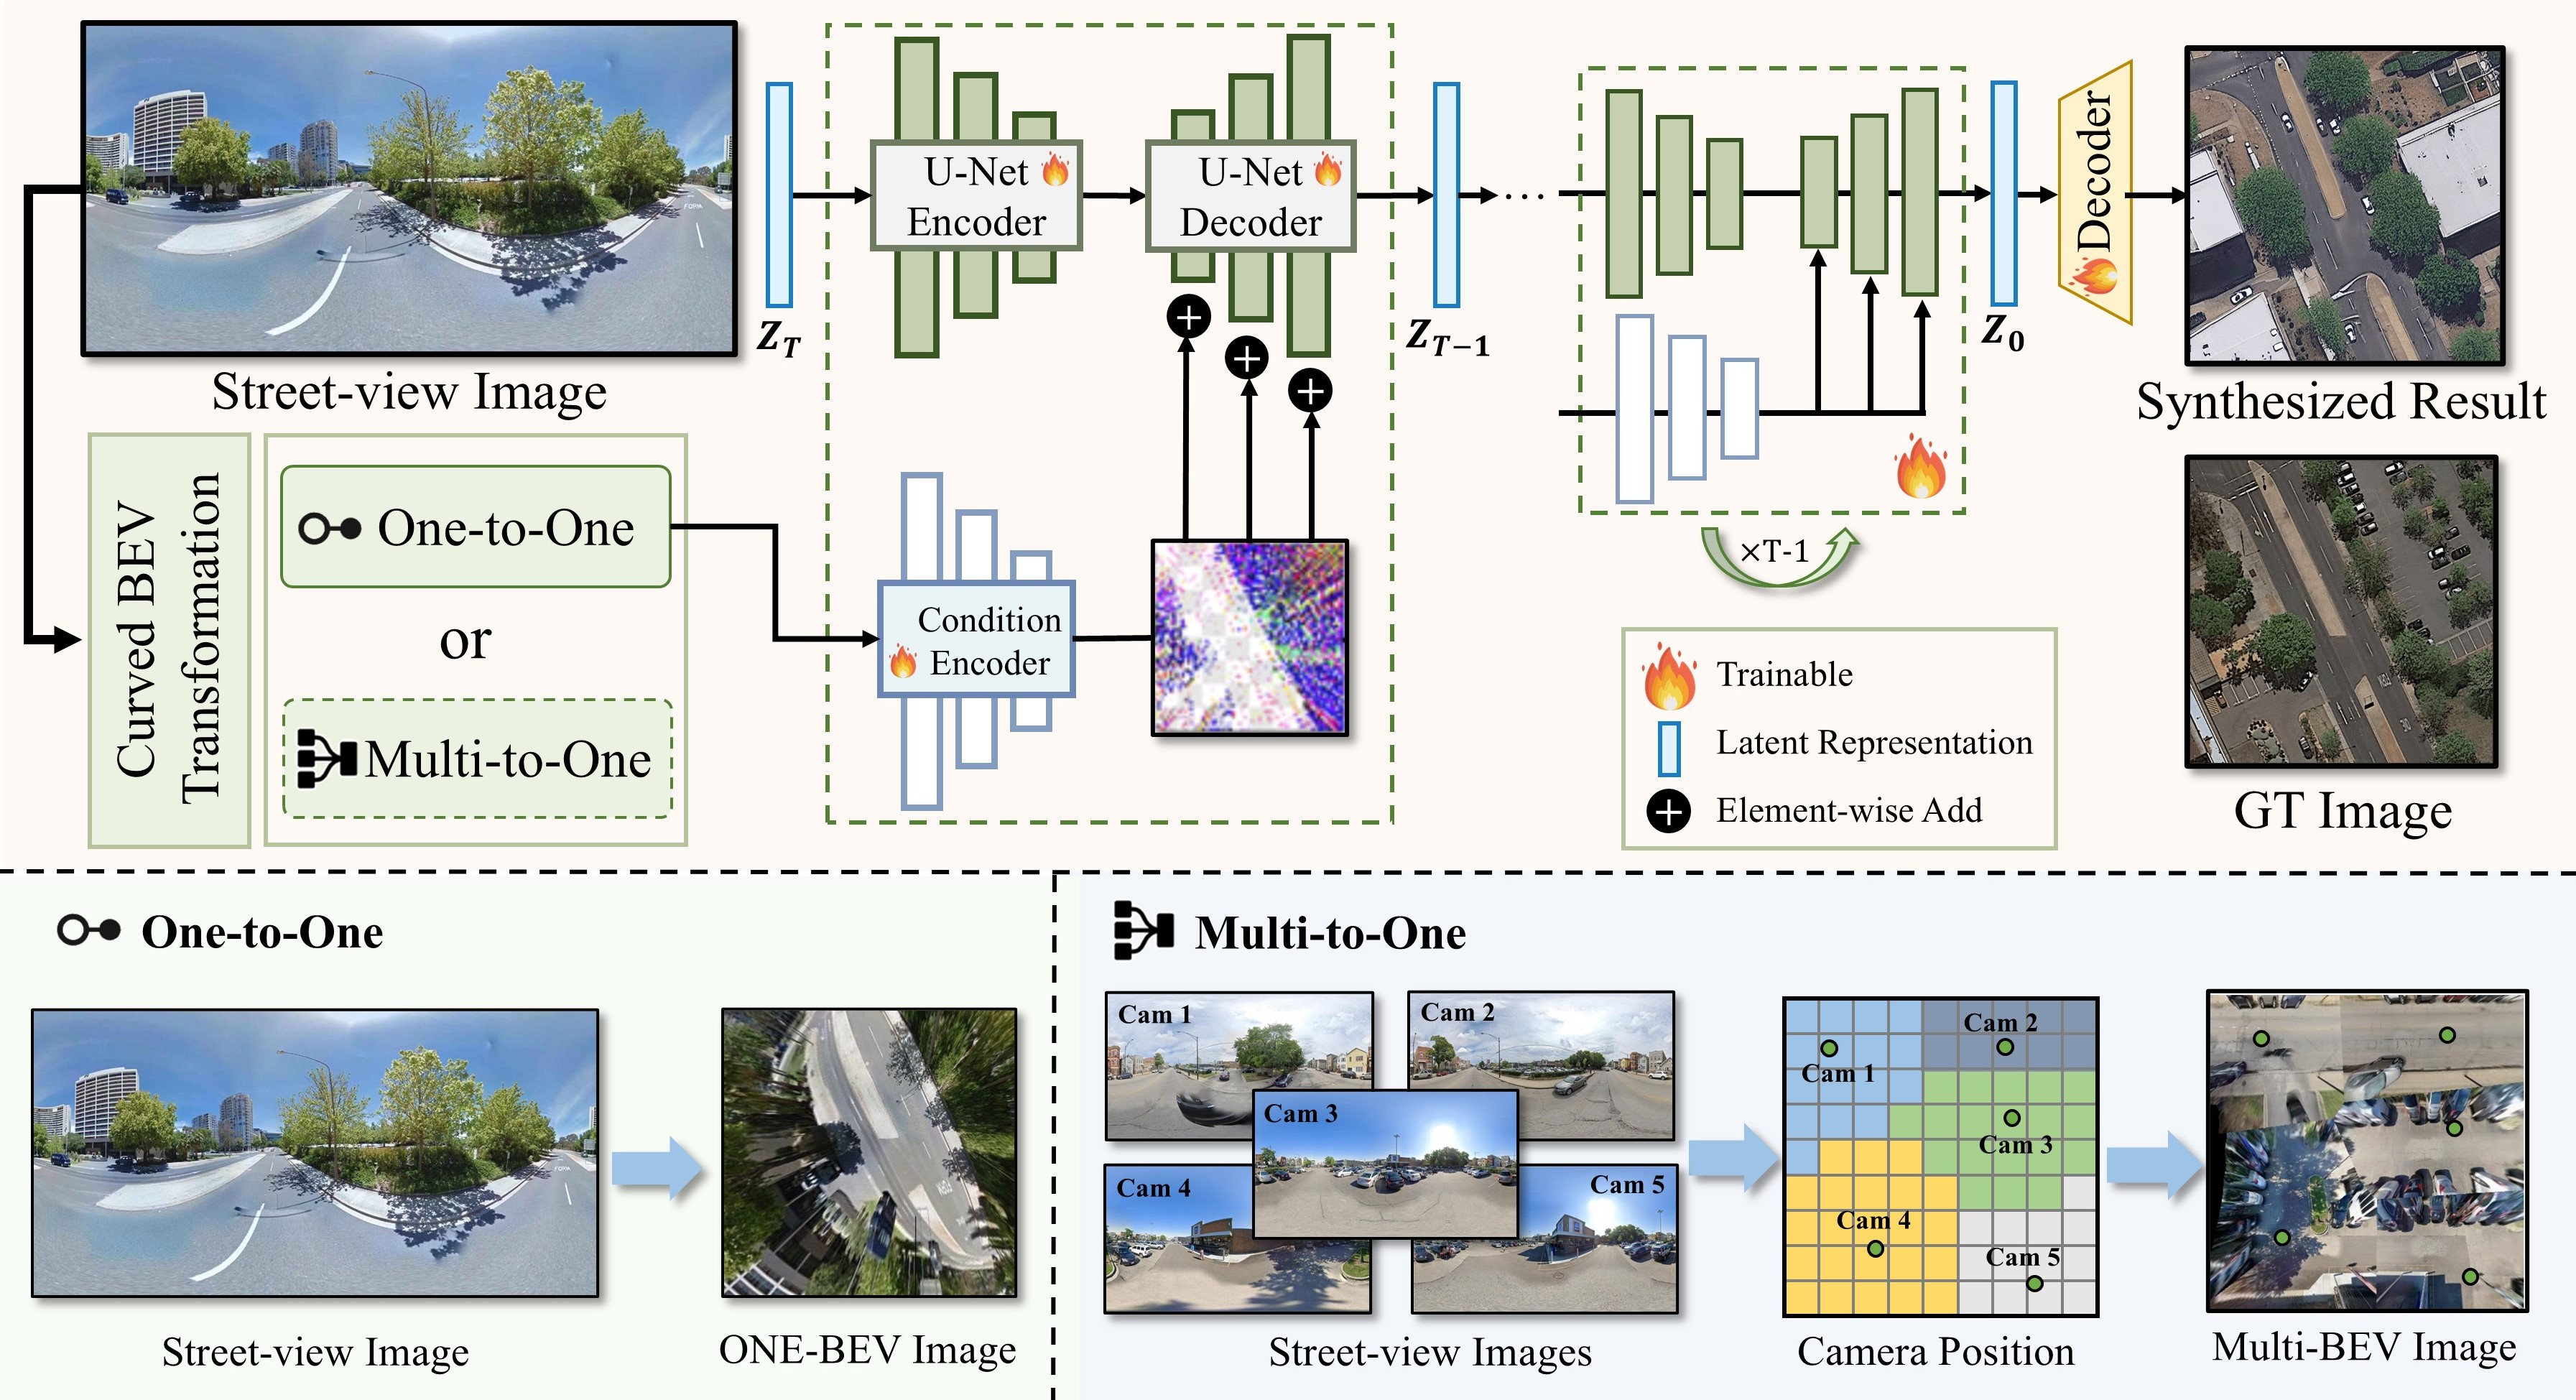 Street-view Image
Z_T
U-Net
Encoder
U-Net
Decoder
Z_{T−1}
...
Z_0
Decoder
Synthesized Result
Curved BEV
Transformation
One-to-One
or
Multi-to-One
Condition
Encoder
×T-1
Trainable
Latent Representation
Element-wise Add
GT Image
One-to-One
Street-view Image
ONE-BEV Image
Multi-to-One
Cam 1
Cam 2
Cam 3
Cam 4
Cam 5
Street-view Images
Cam 1
Cam 2
Cam 3
Cam 4
Cam 5
Camera Position
Multi-BEV Image